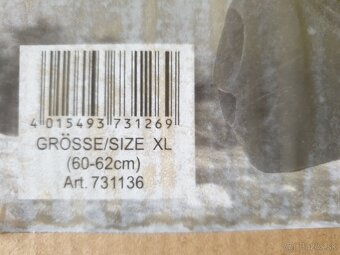 4 015493 731269
GRÖSSE/SIZE XL
(60-62cm)
Art. 731136